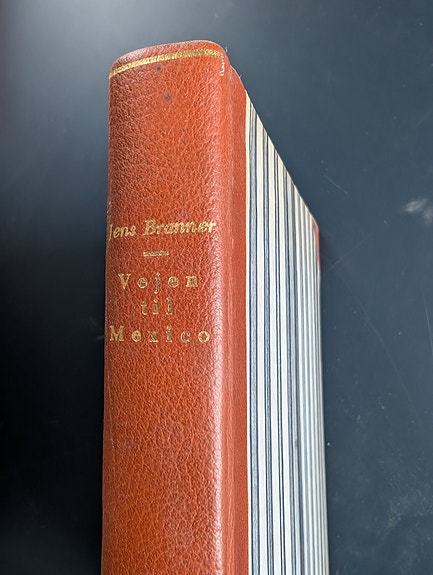 Jens Branner
Vejen
til
Mexico